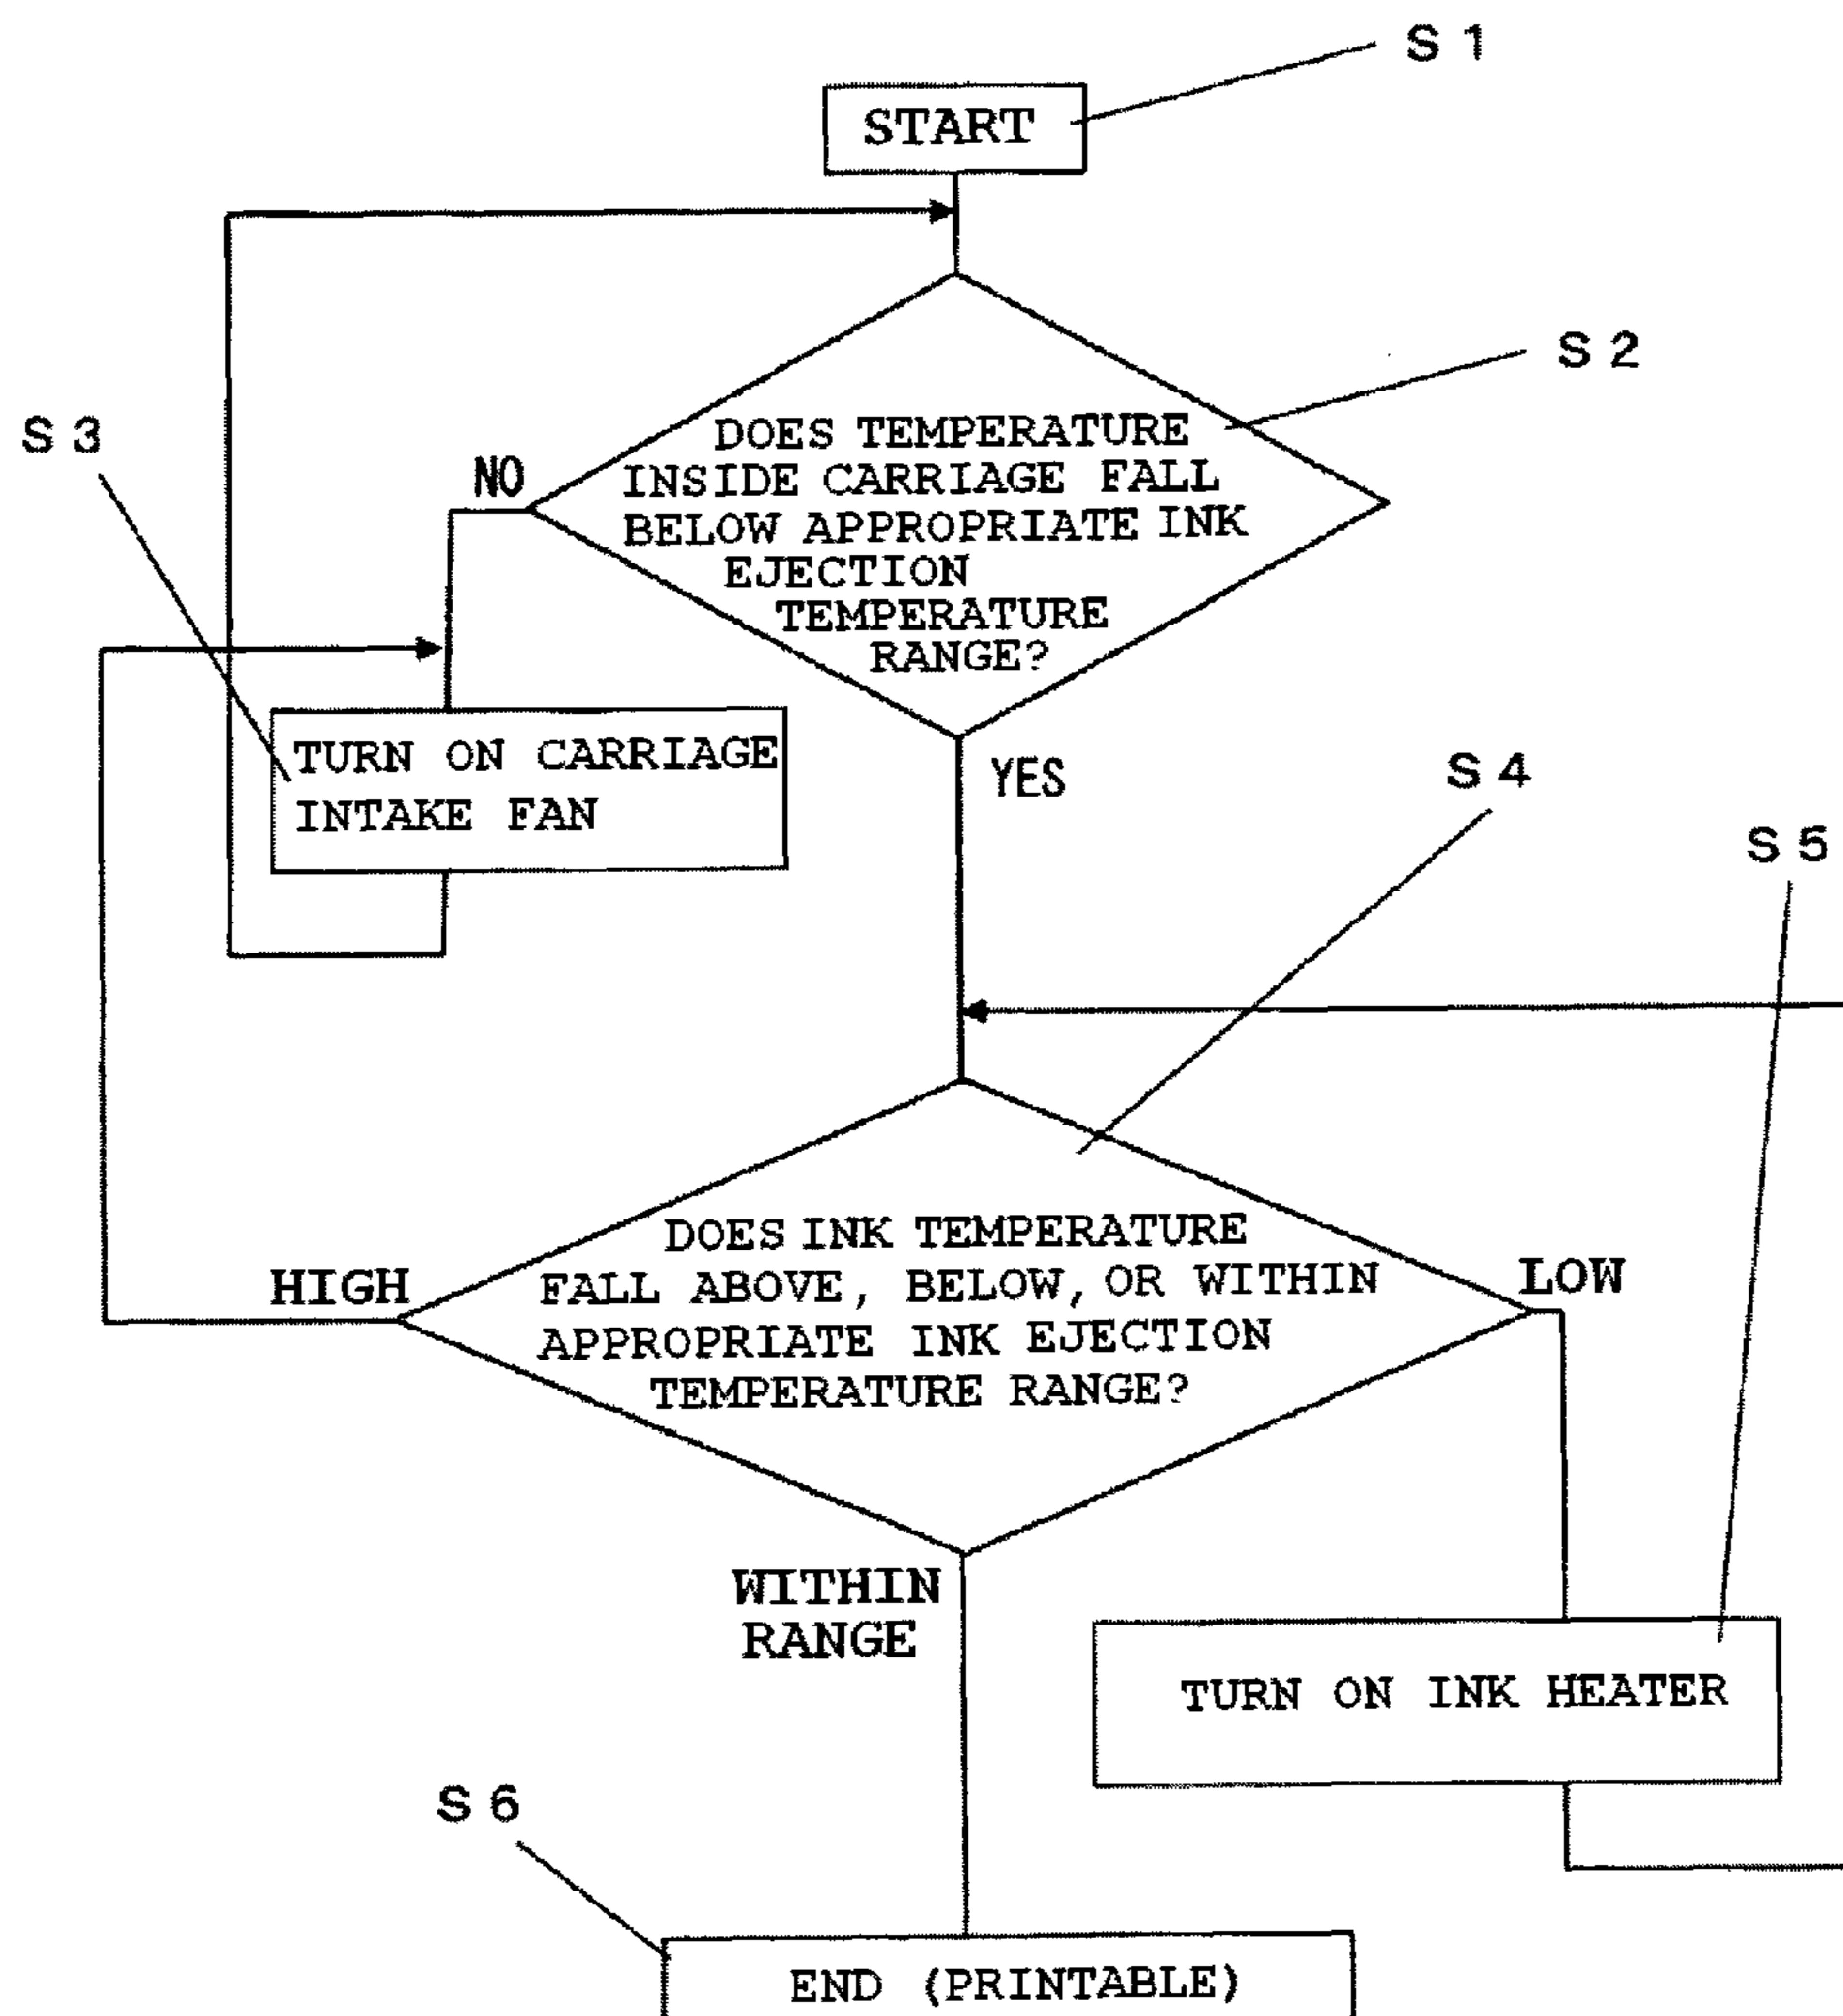 S 1
START
S 2
S 3
NO
DOES TEMPERATURE
INSIDE CARRIAGE FALL
BELOW APPROPRIATE INK
EJECTION
TEMPERATURE
RANGE?
TURN ON CARRIAGE
INTAKE FAN
YES
S 4
S 5
HIGH
DOES INK TEMPERATURE
FALL ABOVE, BELOW, OR WITHIN
APPROPRIATE INK EJECTION
TEMPERATURE RANGE?
LOW
WITHIN
RANGE
TURN ON INK HEATER
S 6
END (PRINTABLE)